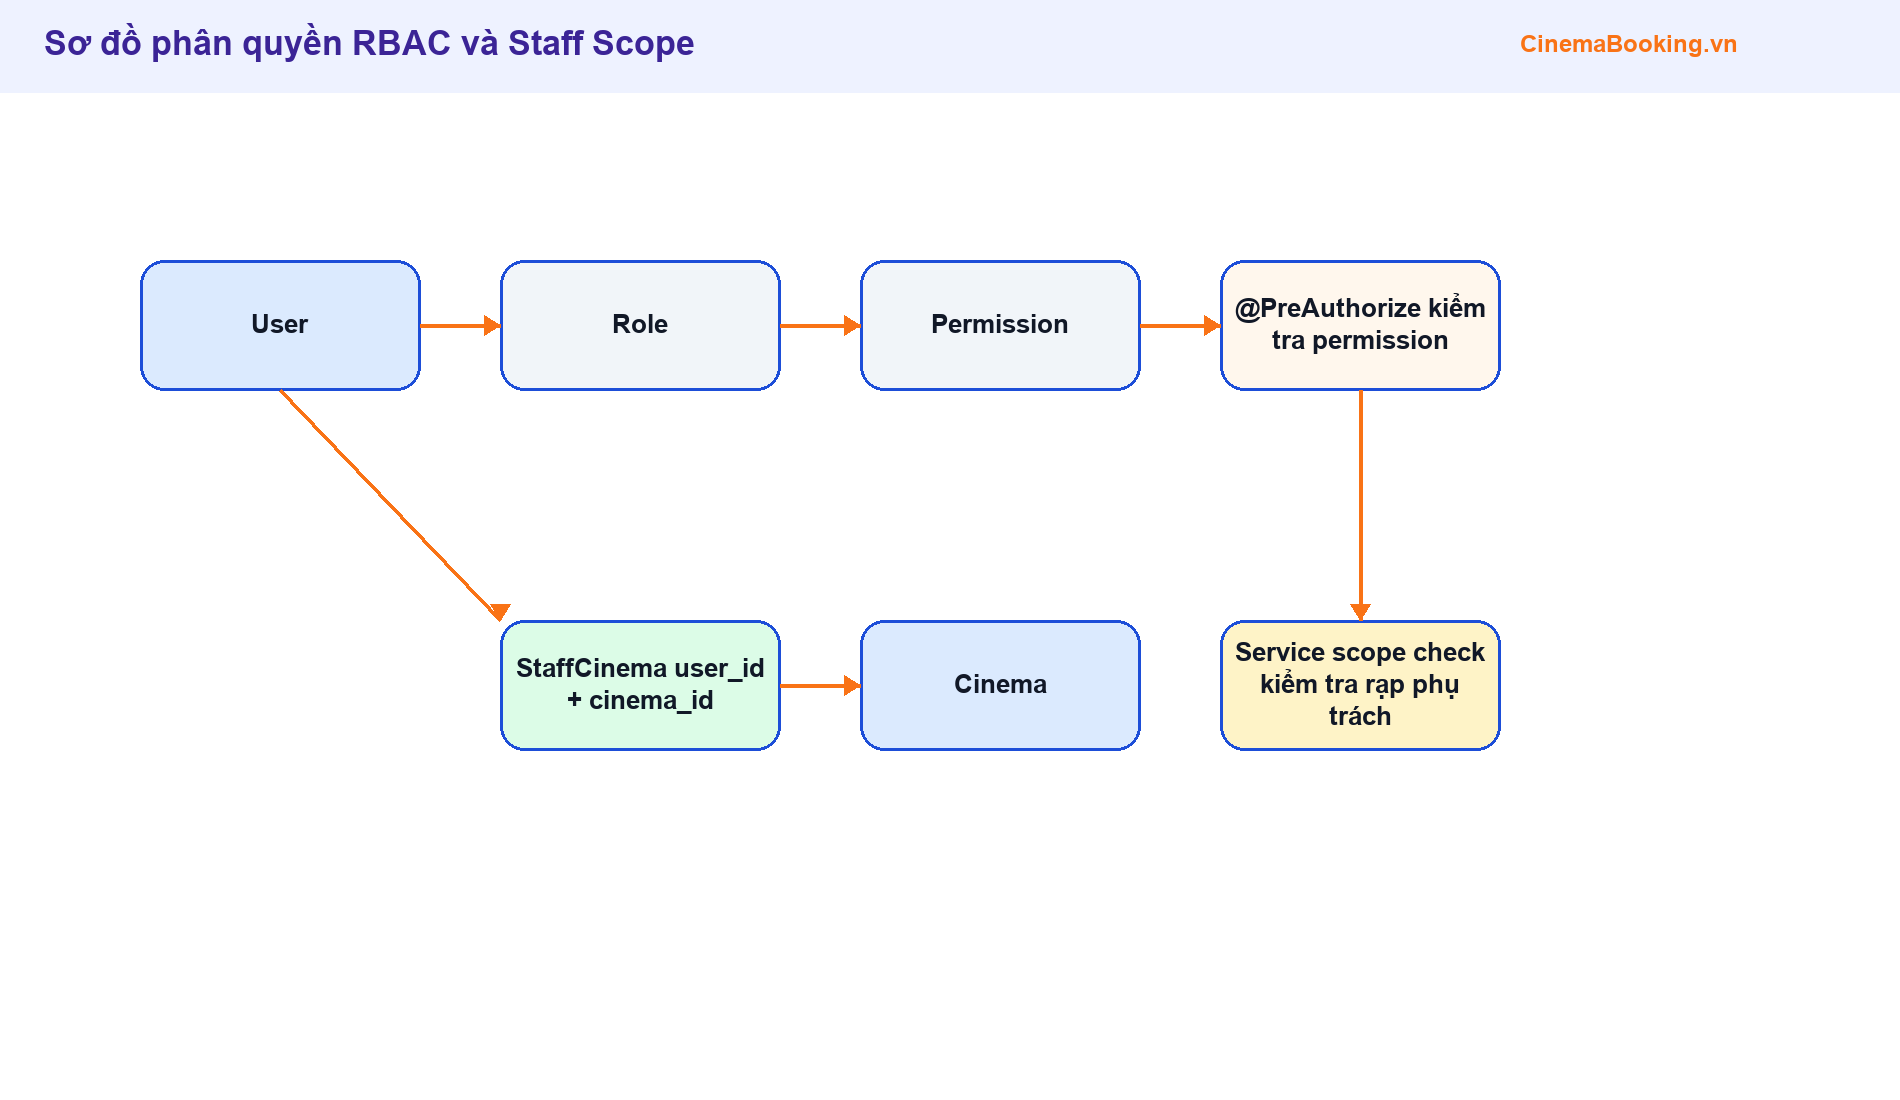 Sơ đồ phân quyền RBAC và Staff Scope
CinemaBooking.vn
User
Role
Permission
@PreAuthorize kiểm
tra permission
StaffCinema user_id
+ cinema_id
Cinema
Service scope check
kiểm tra rạp phụ
trách